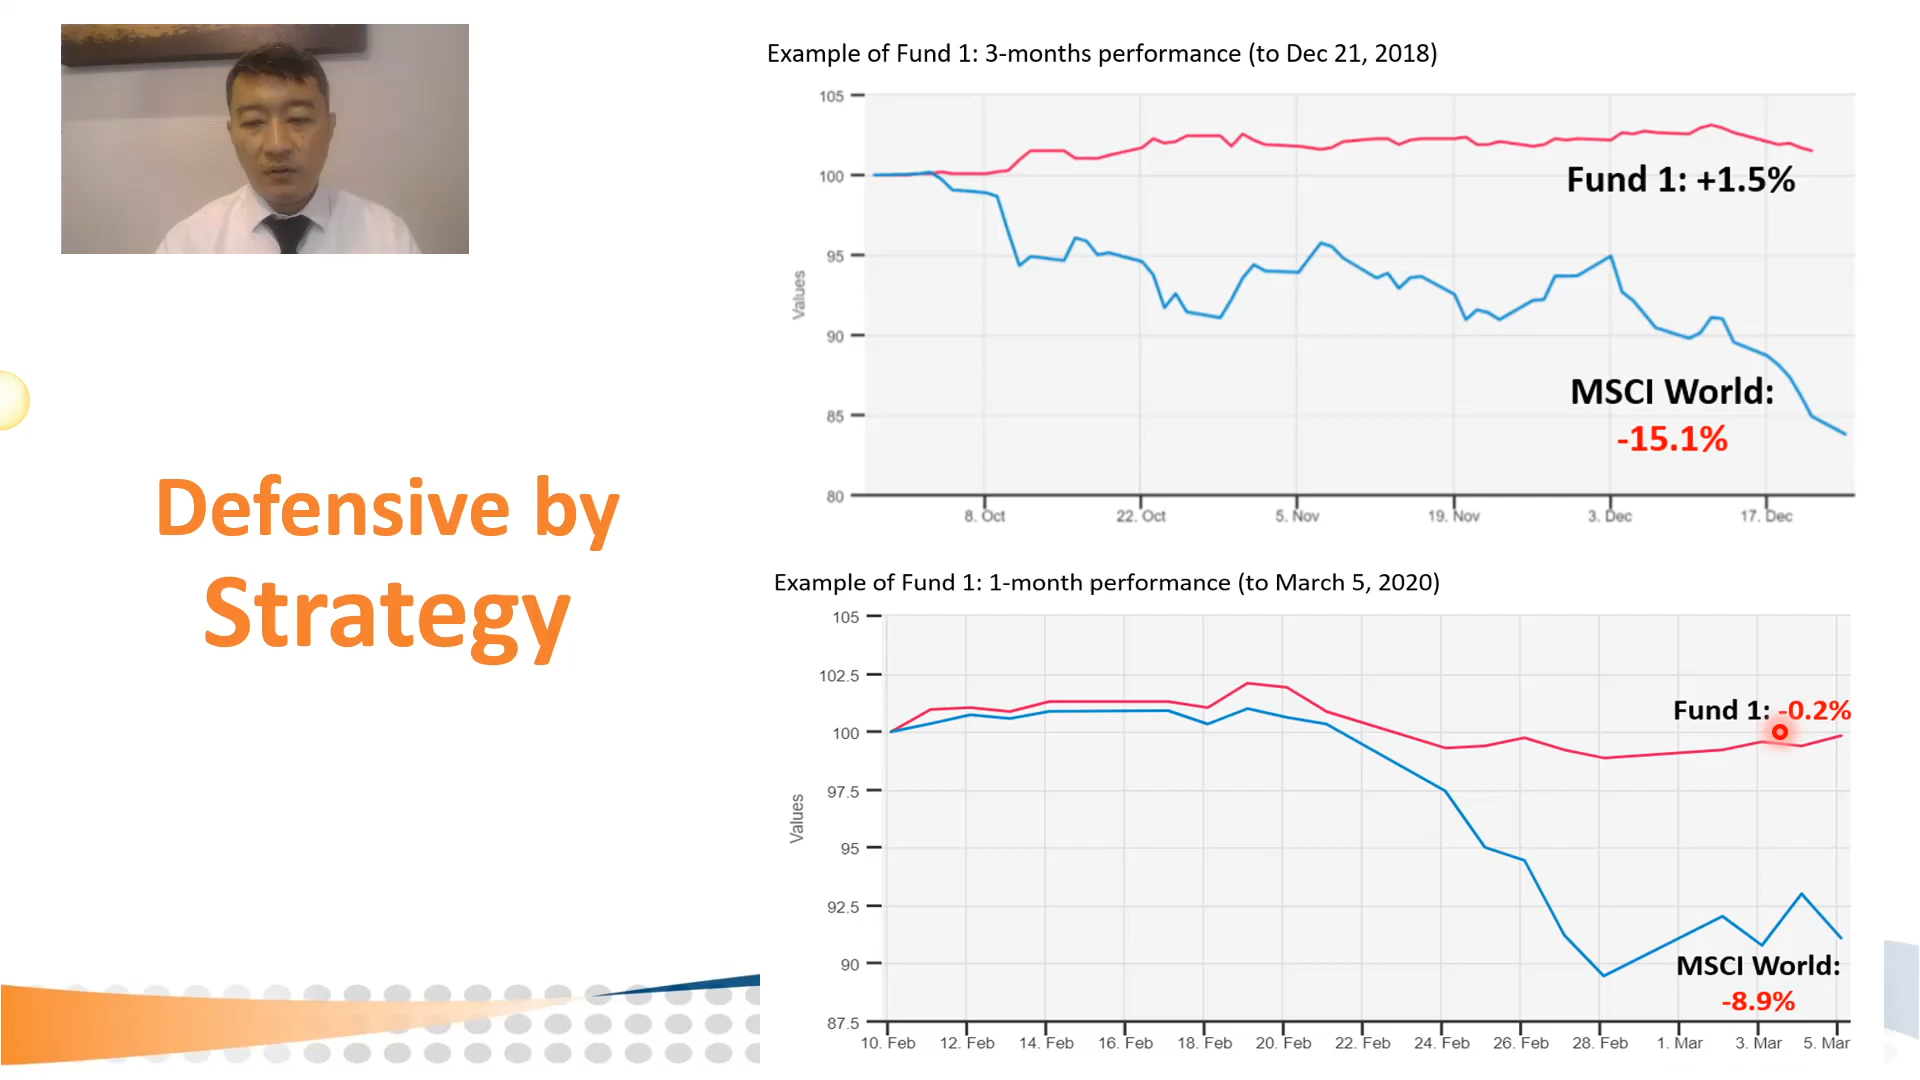 Example of Fund 1: 3-months performance (to Dec 21, 2018)
105
100
95
90
85
80
Values
Fund 1: +1.5%
MSCI World:
-15.1%
8. Oct
22. Oct
5. Nov
19. Nov
3. Dec
17. Dec
Defensive by
Strategy
Example of Fund 1: 1-month performance (to March 5, 2020)
105
102.5
100
97.5
95
92.5
90
87.5
Values
Fund 1: -0.2%
MSCI World:
-8.9%
10. Feb
12. Feb
14. Feb
16. Feb
18. Feb
20. Feb
22. Feb
24. Feb
26. Feb
28. Feb
1. Mar
3. Mar
5. Mar